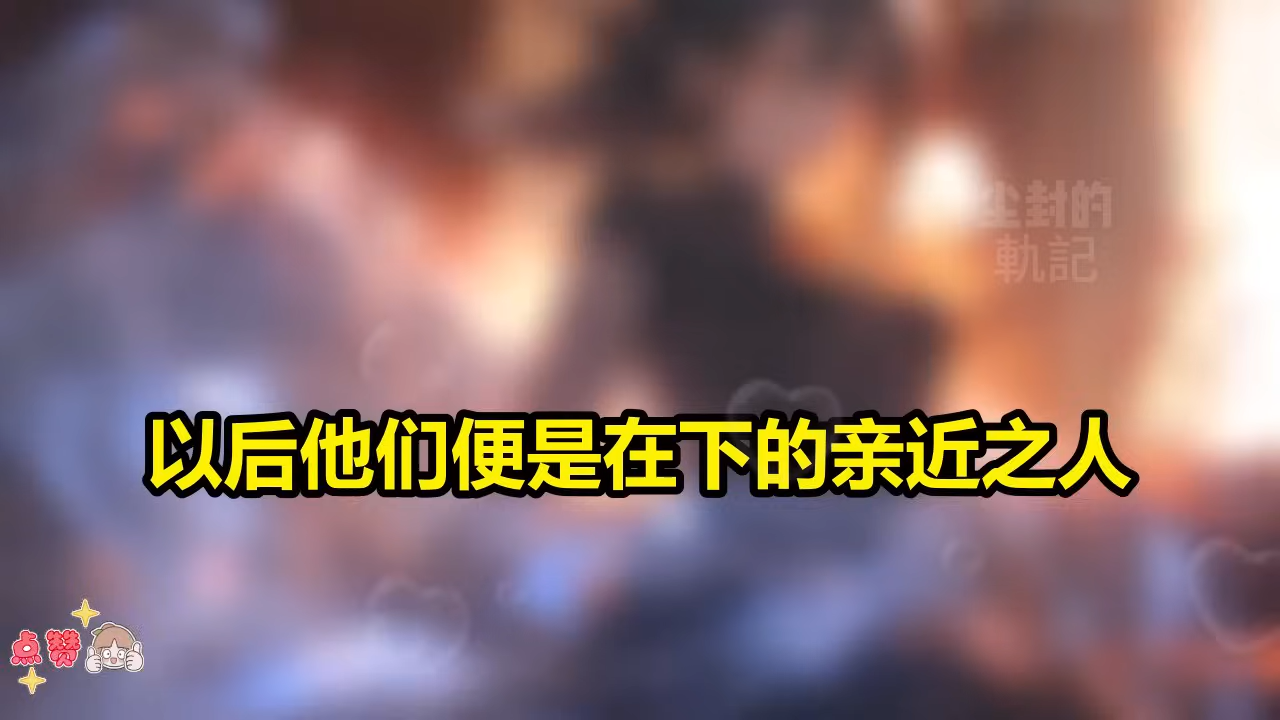 尘封的
軌記
以后他们便是在下的亲近之人
点赞